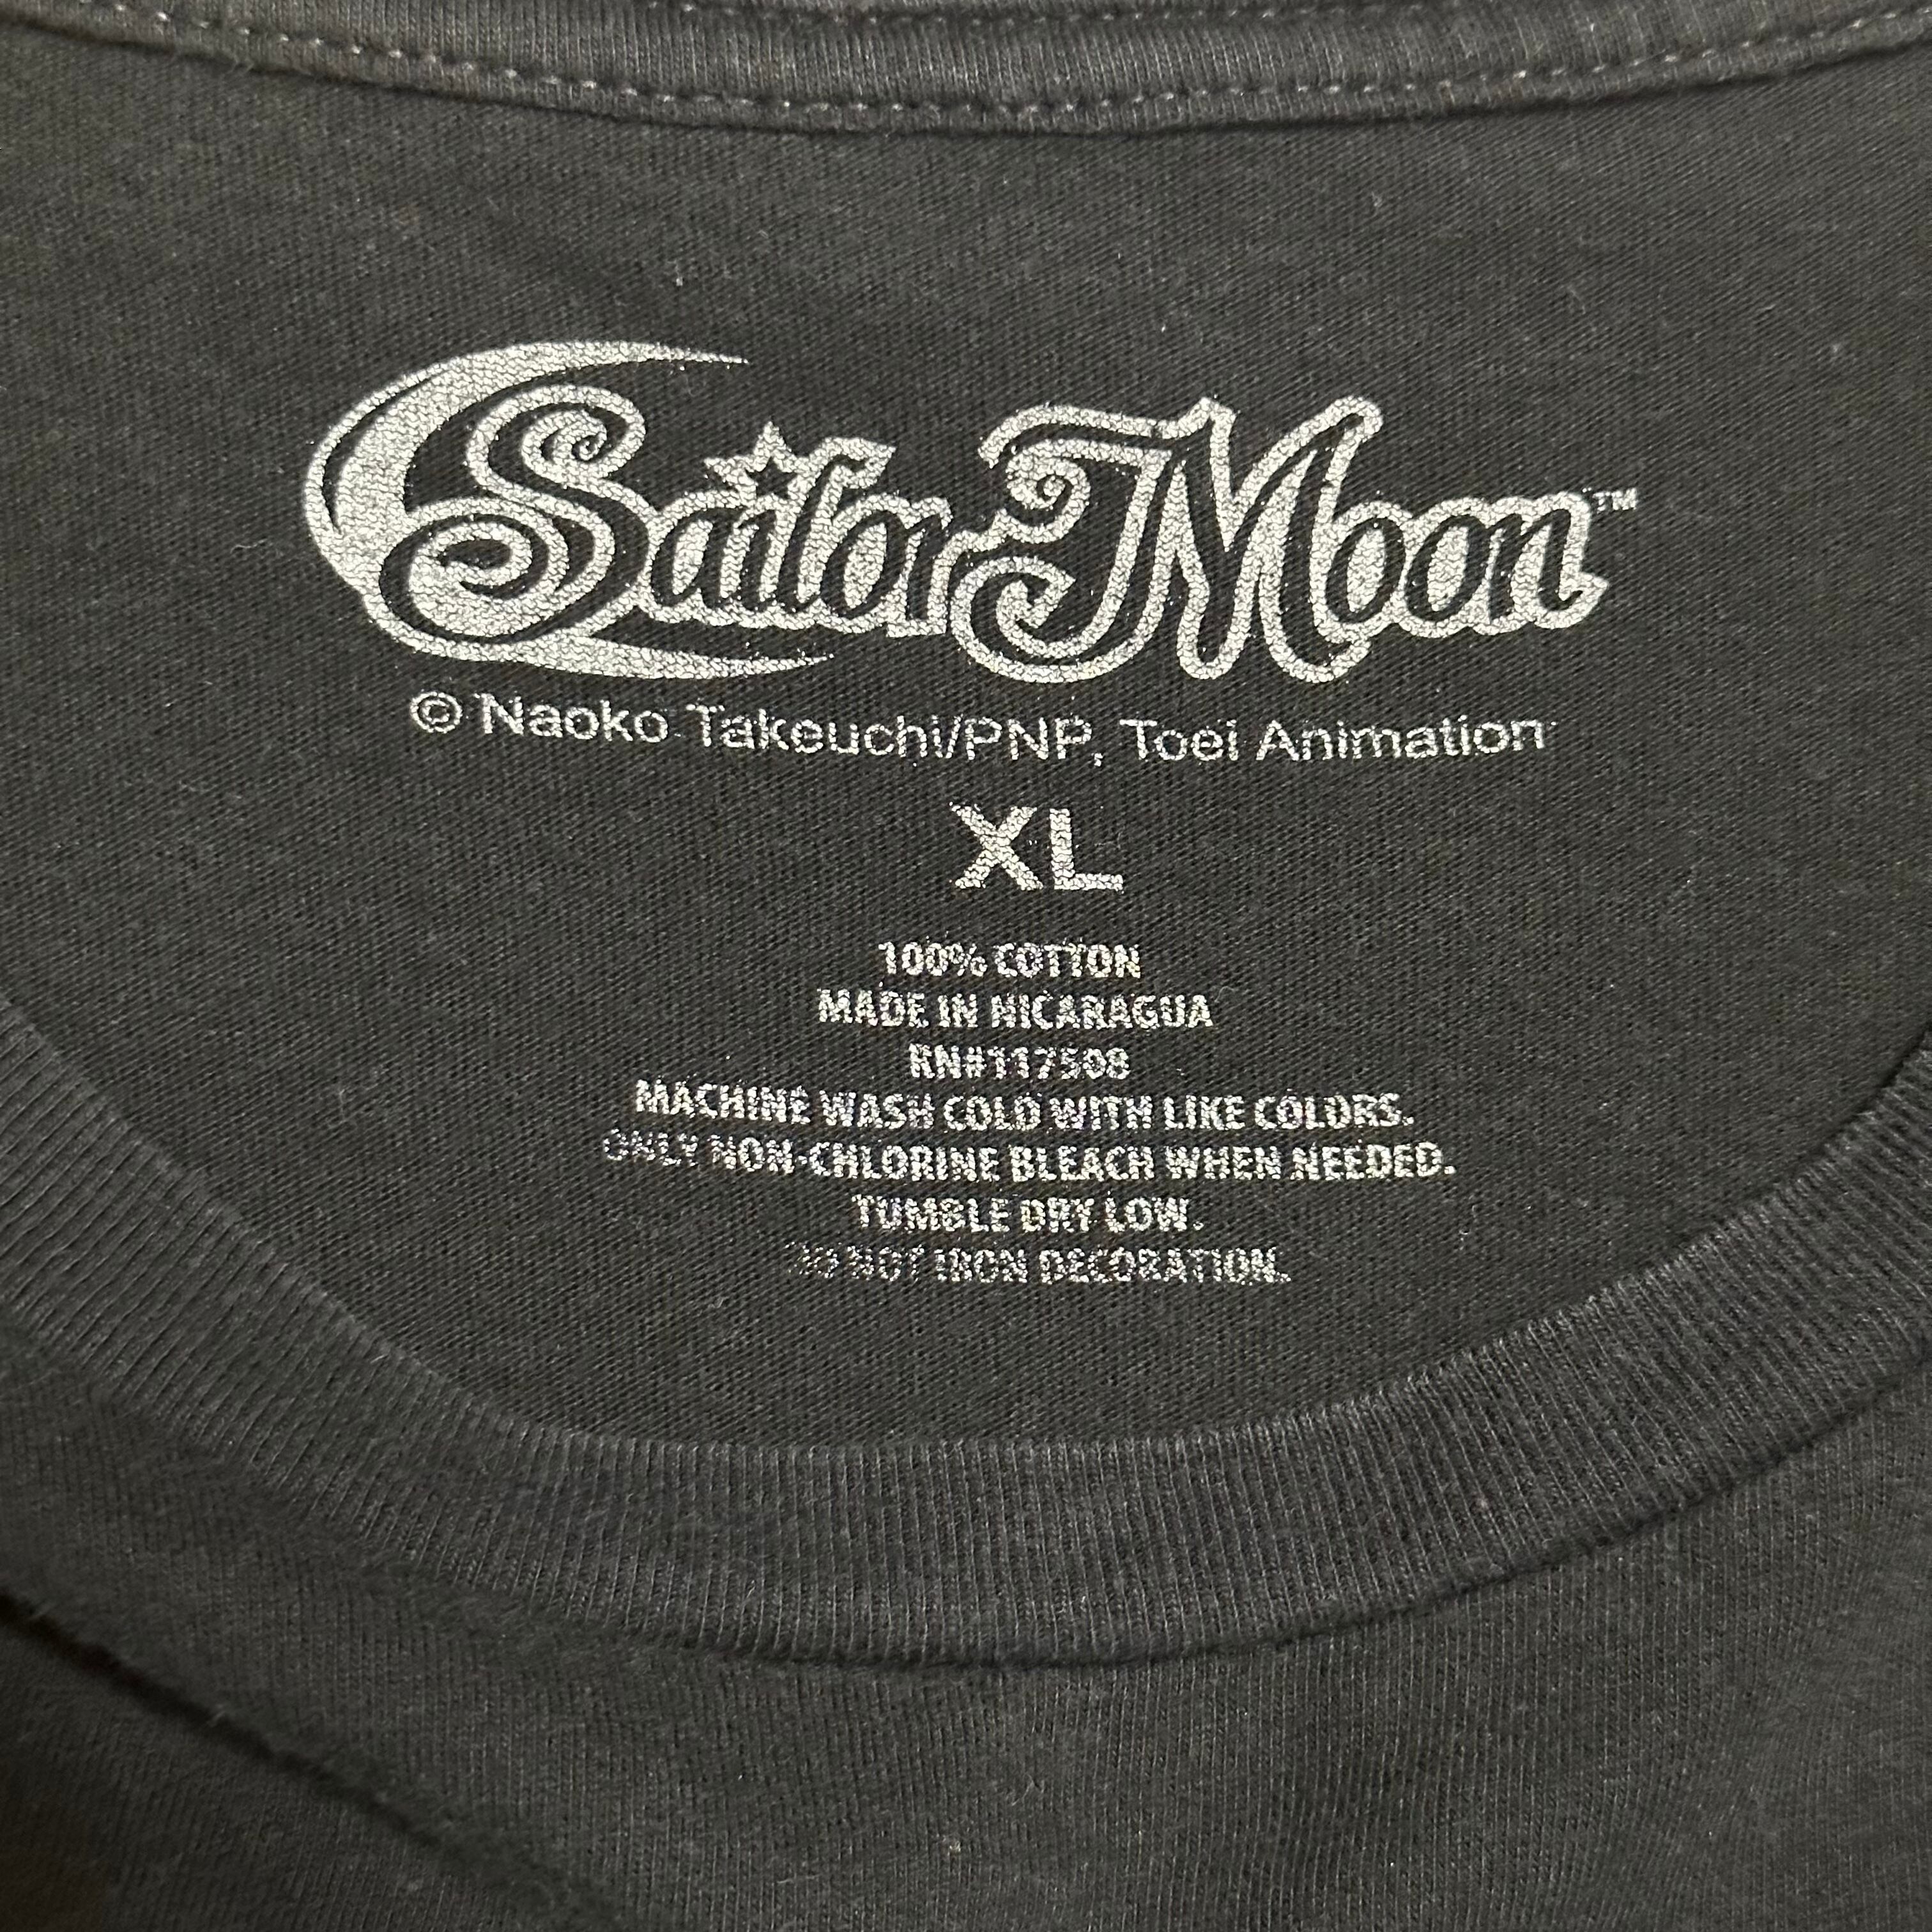 Sailor Moon™
© Naoko Takeuchi/PNP, Toei Animation
XL
100% COTTON
MADE IN NICARAGUA
RN#117508
MACHINE WASH COLD WITH LIKE COLORS.
ONLY NON-CHLORINE BLEACH WHEN NEEDED.
TUMBLE DRY LOW.
DO NOT IRON DECORATION.